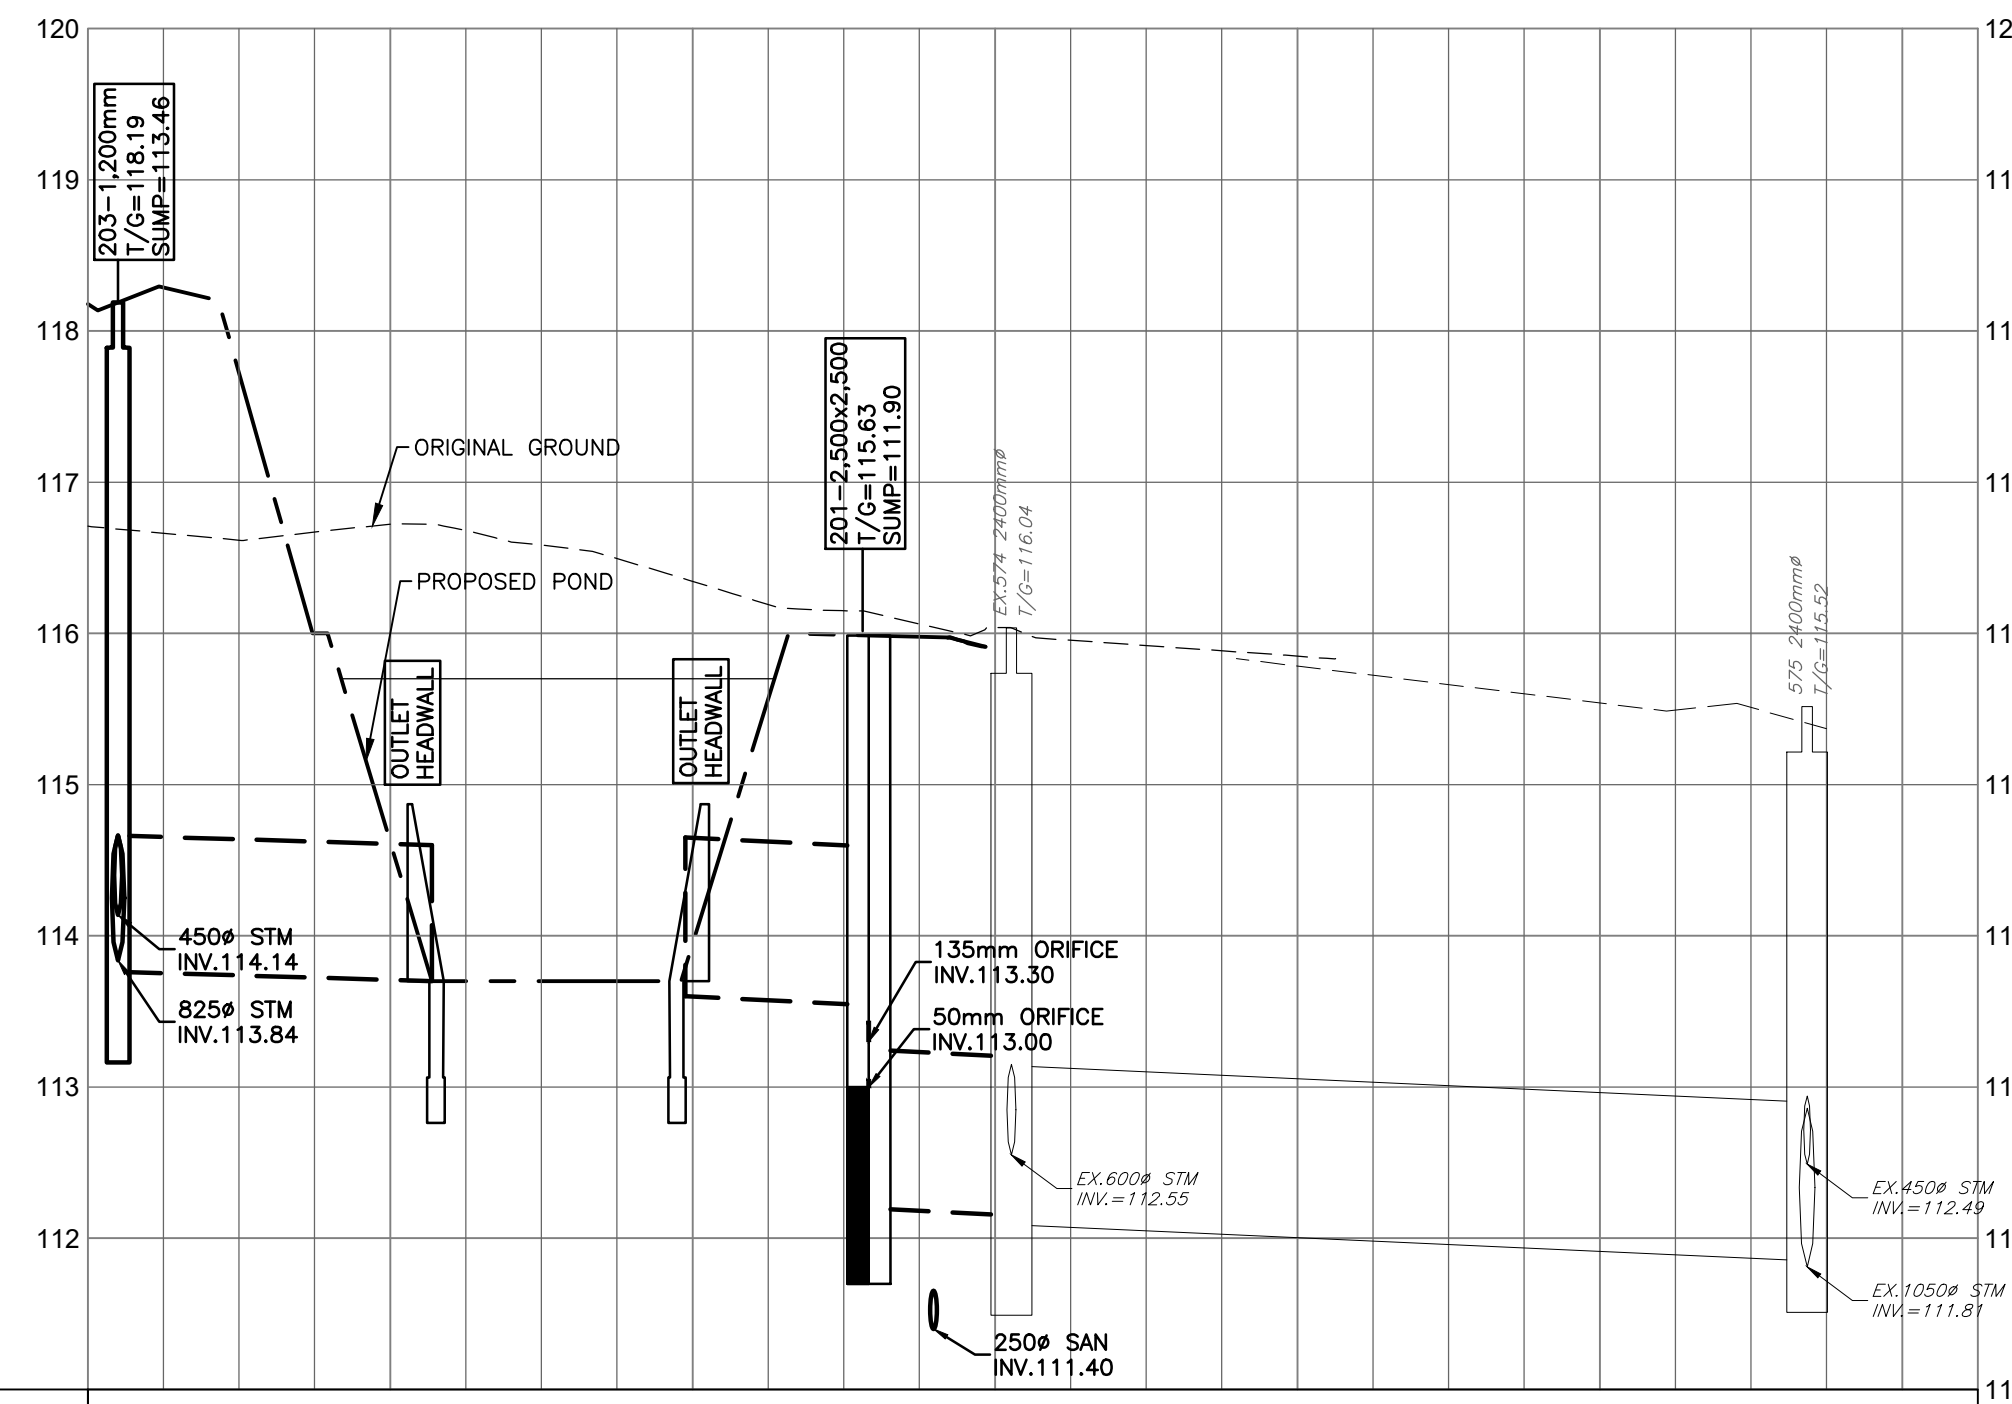 120
12
203-1,200mm
T/G=118.19
SUMP=113.46
119
11
118
11
201-2,500x2,500
T/G=115.63
SUMP=111.90
ORIGINAL GROUND
117
11
EX.574 2400mmø
T/G=116.04
PROPOSED POND
575 2400mmø
T/G=115.52
116
11
OUTLET
HEADWALL
OUTLET
HEADWALL
115
11
114
11
450ø STM
INV.114.14
135mm ORIFICE
INV.113.30
825ø STM
INV.113.84
50mm ORIFICE
INV.113.00
113
11
EX.600ø STM
INV.=112.55
EX.450ø STM
INV.=112.49
112
11
EX.1050ø STM
INV.=111.81
250ø SAN
INV.111.40
11